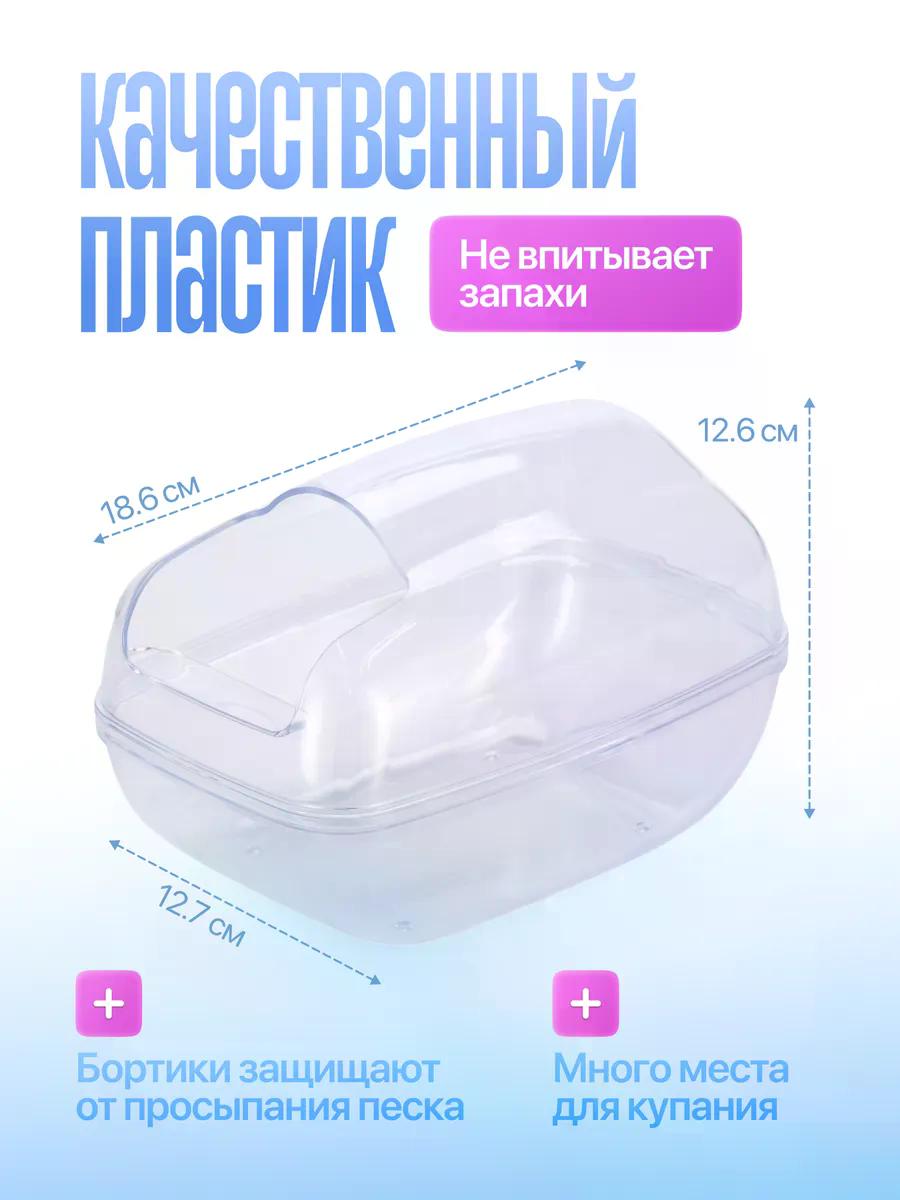 качественный
пластик
Не впитывает
запахи
12.6 см
18.6 см
12.7 см
Бортики защищают
от просыпания песка
Много места
для купания